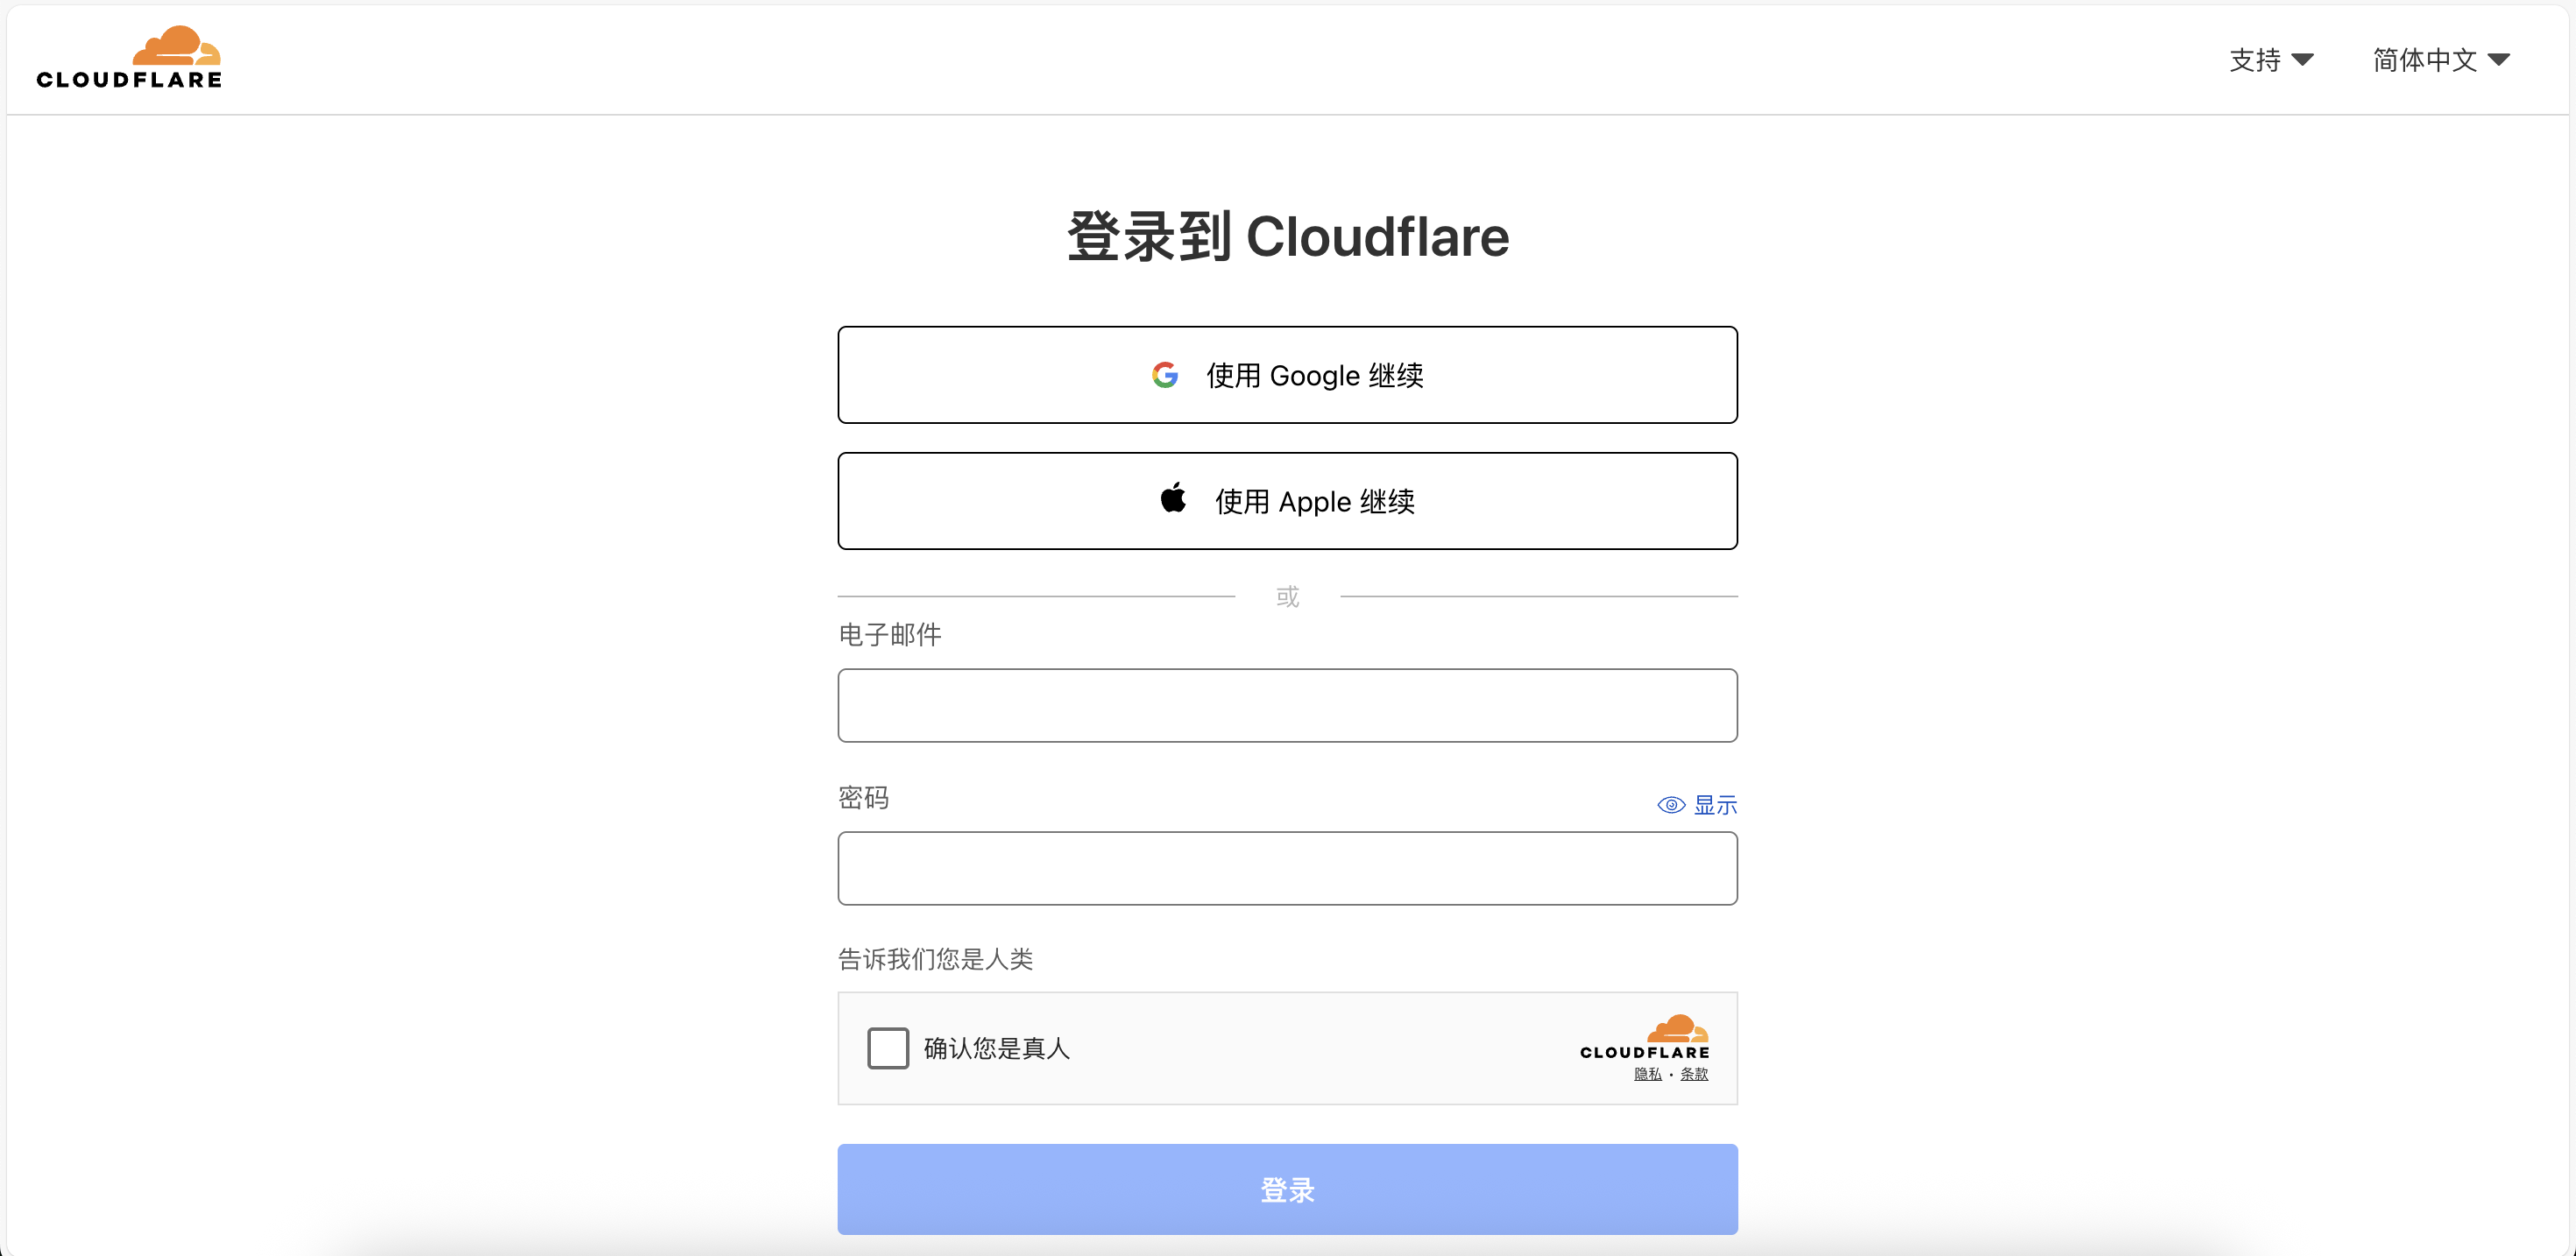 CLOUDFLARE
支持
简体中文
登录到 Cloudflare
使用 Google 继续
使用 Apple 继续
或
电子邮件
密码
显示
告诉我们您是人类
确认您是真人
CLOUDFLARE
隐私 • 条款
登录